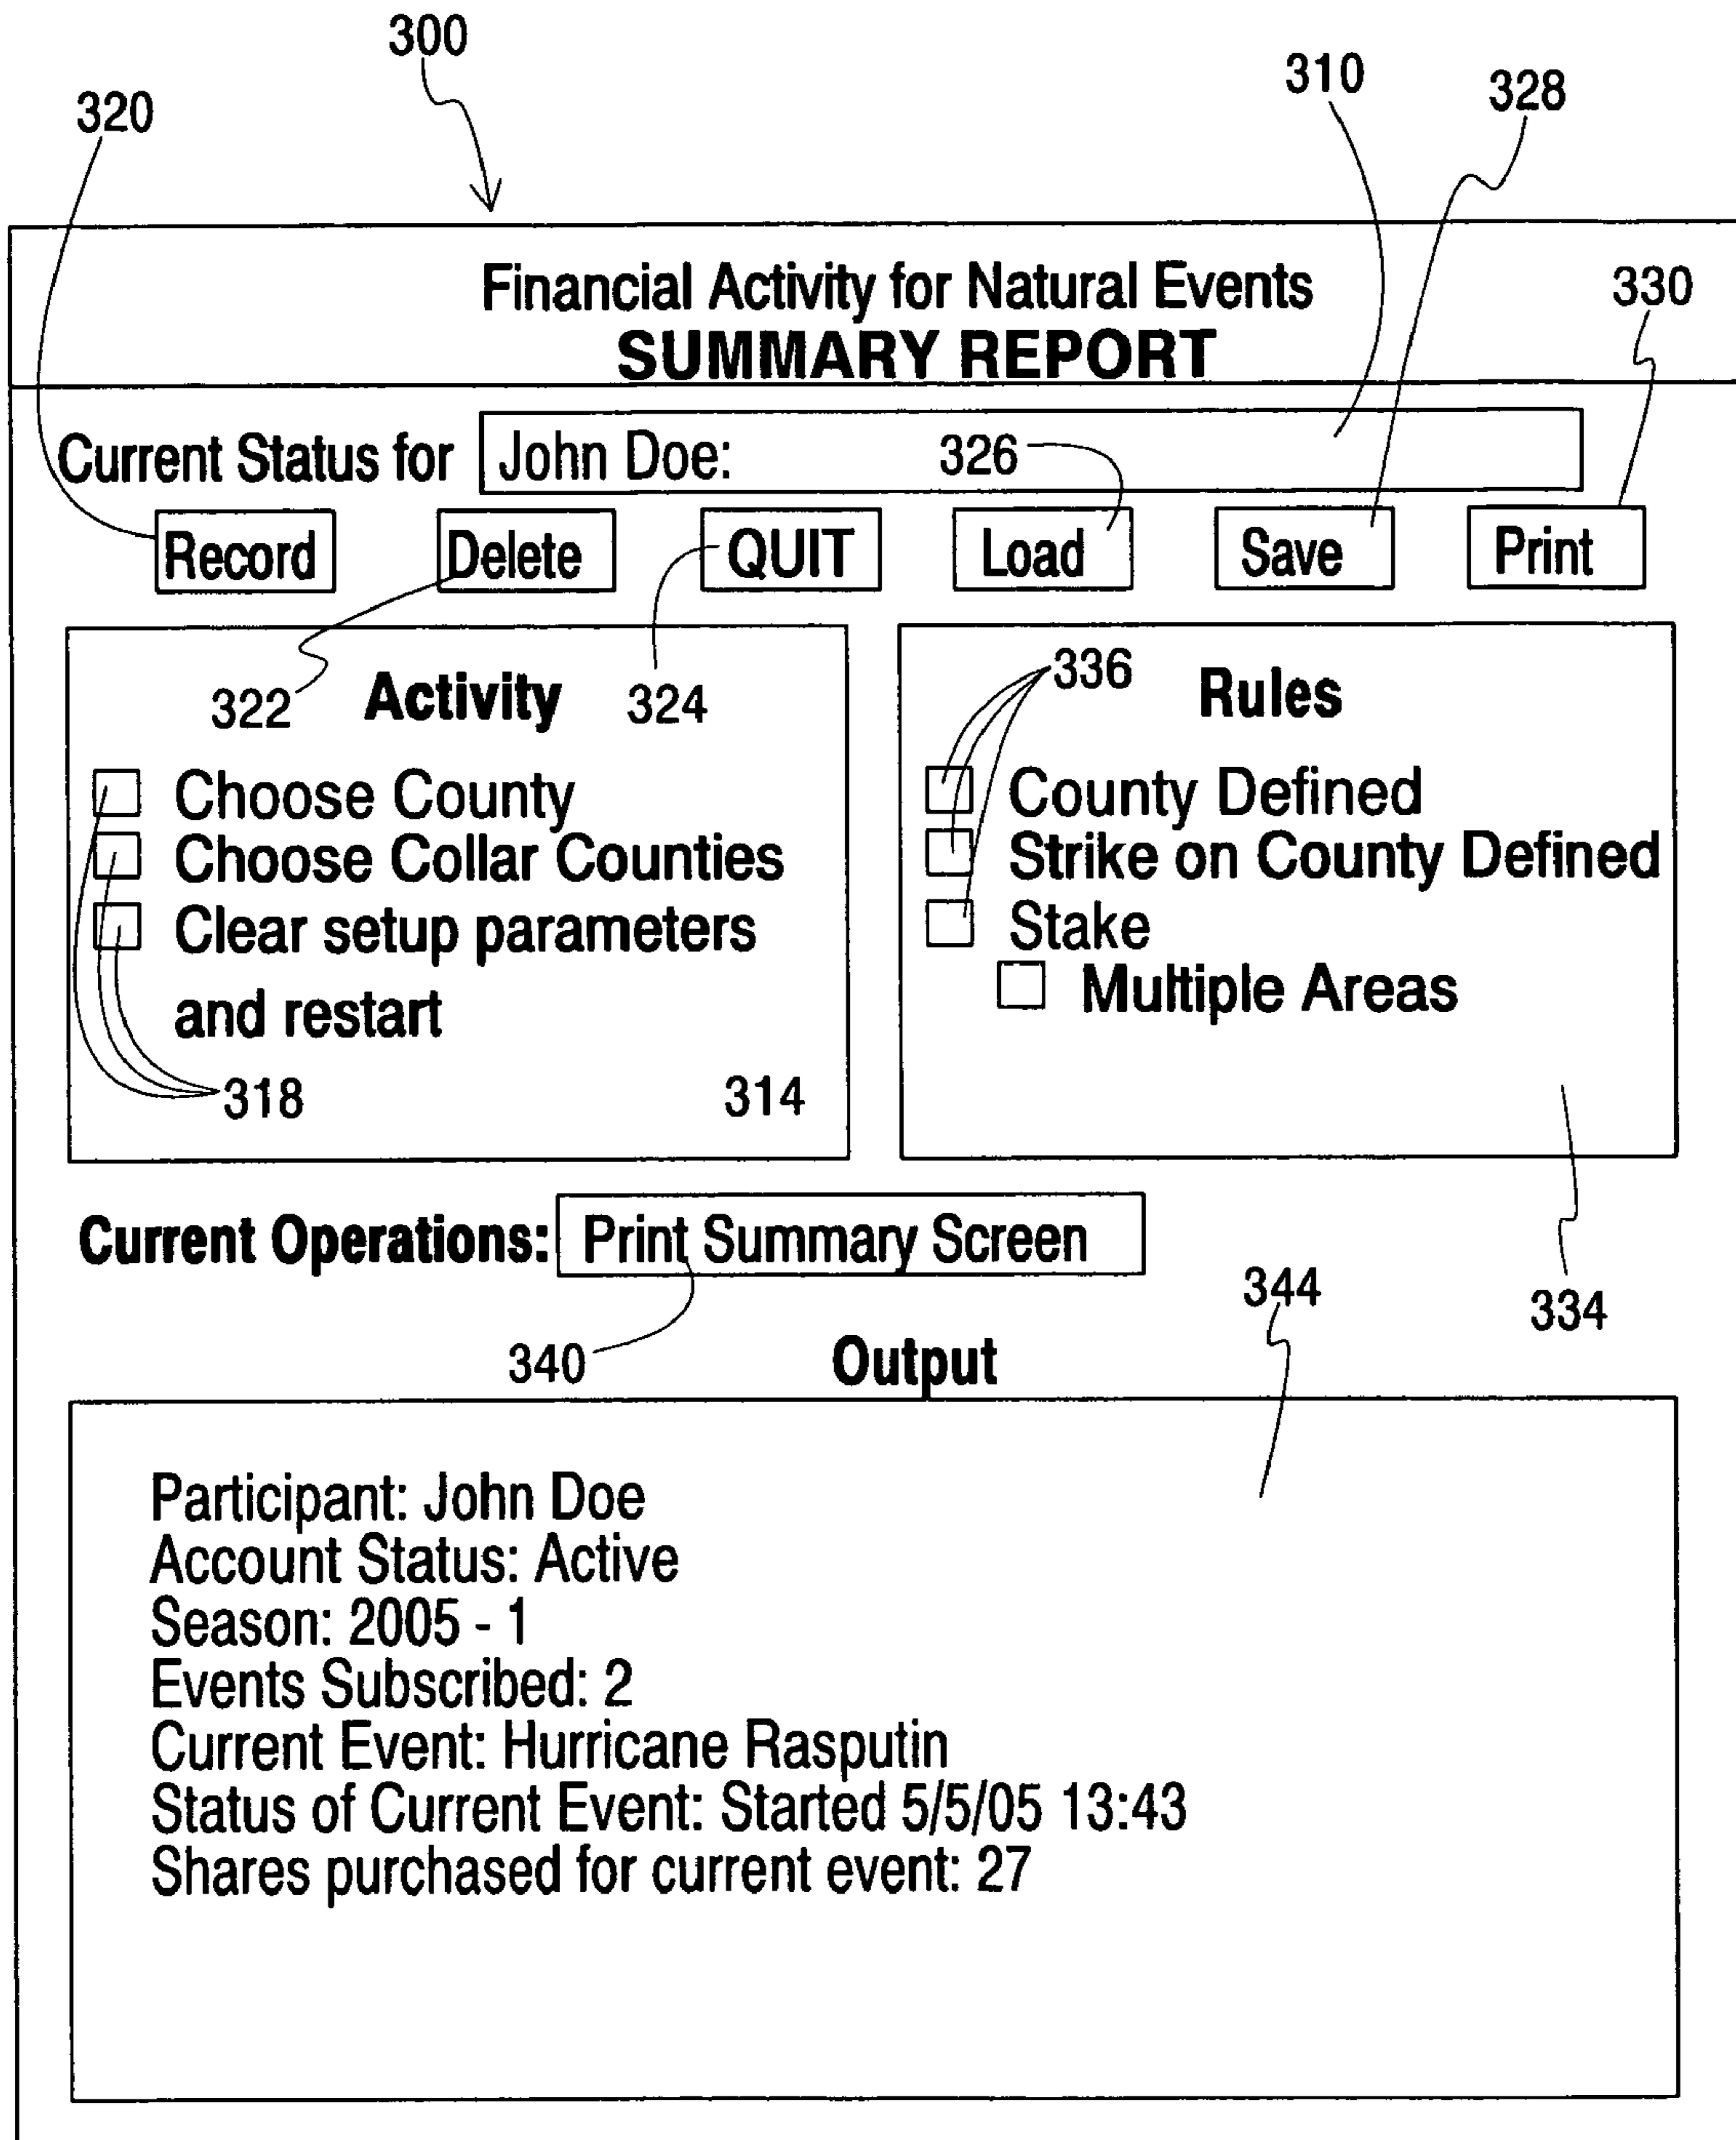 300
310
328
320
Financial Activity for Natural Events
330
SUMMARY REPORT
Current Status for John Doe: 326
Record Delete QUIT Load Save Print
322 Activity 324
Choose County
Choose Collar Counties
Clear setup parameters
and restart
318 314
336 Rules
County Defined
Strike on County Defined
Stake
Multiple Areas
Current Operations: Print Summary Screen
344
334
340 Output
Participant: John Doe
Account Status: Active
Season: 2005 - 1
Events Subscribed: 2
Current Event: Hurricane Rasputin
Status of Current Event: Started 5/5/05 13:43
Shares purchased for current event: 27